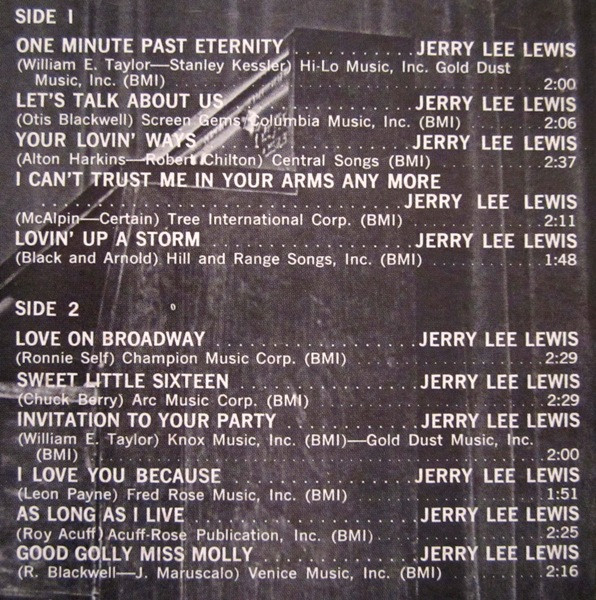 SIDE 1
ONE MINUTE PAST ETERNITY . . . . . . . . . . . JERRY LEE LEWIS
(William E. Taylor—Stanley Kessler) Hi-Lo Music, Inc. Gold Dust
Music, Inc. (BMI) . . . . . . . . . . . . . . . . . . . . 2:00
LET'S TALK ABOUT US . . . . . . . . . . . . . . . JERRY LEE LEWIS
(Otis Blackwell) Screen Gems Columbia Music, Inc. (BMI) . . . . . . 2:06
YOUR LOVIN' WAYS . . . . . . . . . . . . . . . JERRY LEE LEWIS
(Alton Harkins—Robert Chilton) Central Songs (BMI) . . . . . . . . 2:37
I CAN'T TRUST ME IN YOUR ARMS ANY MORE
. . . . . . . . . . . . . . . . . . . . . . . . JERRY LEE LEWIS
(McAlpin—Certain) Tree International Corp. (BMI) . . . . . . . . . 2:11
LOVIN' UP A STORM . . . . . . . . . . . . . . . JERRY LEE LEWIS
(Black and Arnold) Hill and Range Songs, Inc. (BMI) . . . . . . . . 1:48
SIDE 2
LOVE ON BROADWAY . . . . . . . . . . . . . . . JERRY LEE LEWIS
(Ronnie Self) Champion Music Corp. (BMI) . . . . . . . . . . . . . 2:29
SWEET LITTLE SIXTEEN . . . . . . . . . . . . . JERRY LEE LEWIS
(Chuck Berry) Arc Music Corp. (BMI) . . . . . . . . . . . . . . . 2:29
INVITATION TO YOUR PARTY . . . . . . . . . . . JERRY LEE LEWIS
(William E. Taylor) Knox Music, Inc. (BMI)—Gold Dust Music, Inc.
(BMI) . . . . . . . . . . . . . . . . . . . . . . . . . 2:00
I LOVE YOU BECAUSE . . . . . . . . . . . . . . JERRY LEE LEWIS
(Leon Payne) Fred Rose Music, Inc. (BMI) . . . . . . . . . . . . . 1:51
AS LONG AS I LIVE . . . . . . . . . . . . . . . JERRY LEE LEWIS
(Roy Acuff) Acuff-Rose Publication, Inc. (BMI) . . . . . . . . . . 2:25
GOOD GOLLY MISS MOLLY . . . . . . . . . . . . . JERRY LEE LEWIS
(R. Blackwell—J. Maruscalo) Venice Music, Inc. (BMI) . . . . . . . 2:16